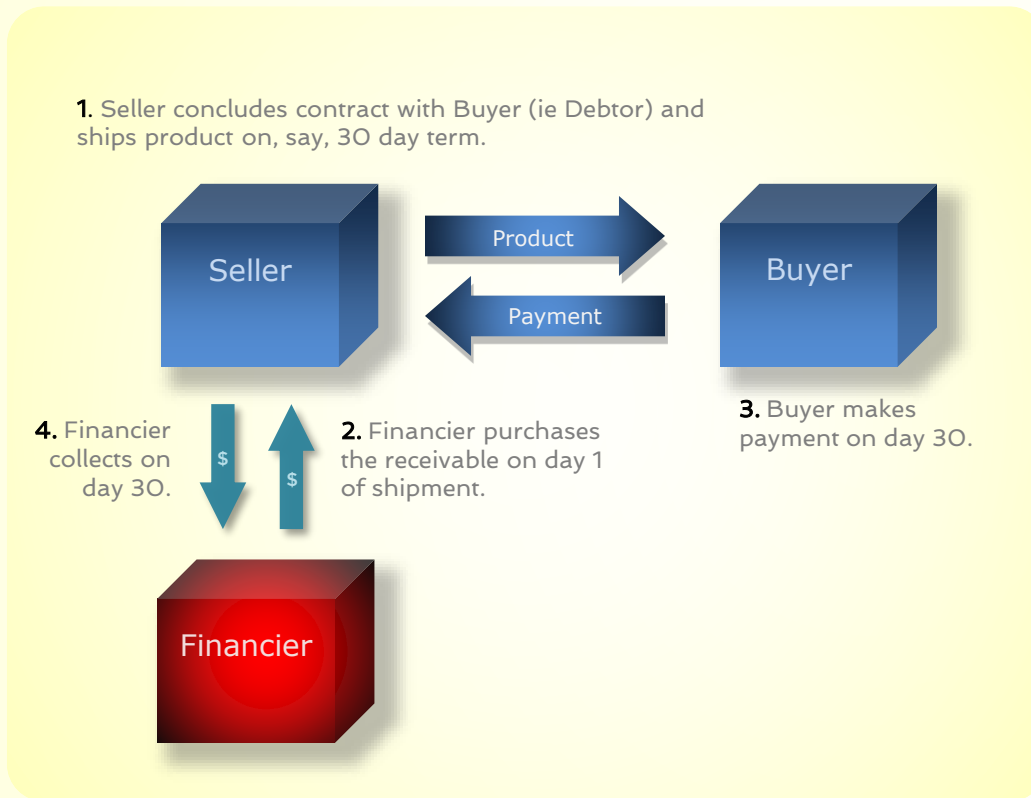 1. Seller concludes contract with Buyer (ie Debtor) and
ships product on, say, 30 day term.
Seller
Product
Buyer
Payment
4. Financier
collects on
day 30.
$
$
2. Financier purchases
the receivable on day 1
of shipment.
3. Buyer makes
payment on day 30.
Financier